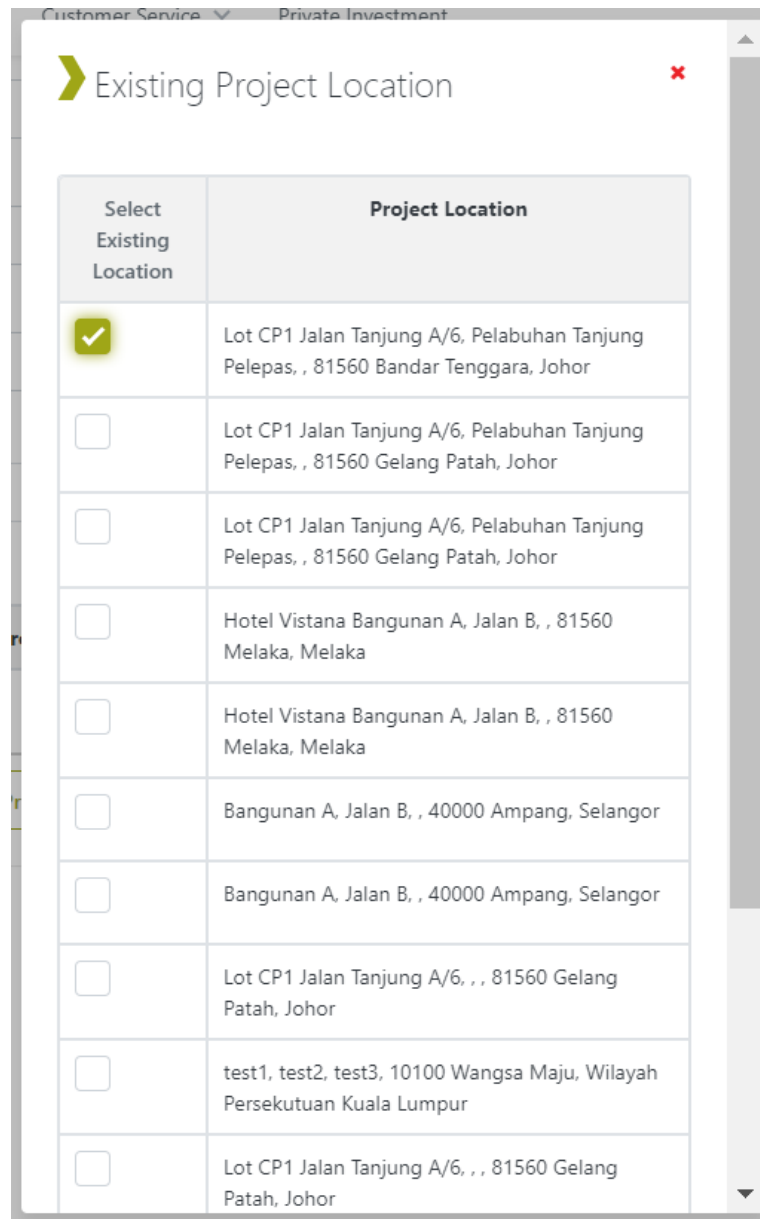 Customer Service Private Investment
Existing Project Location
Select
Existing
Location
Project Location
Lot CP1 Jalan Tanjung A/6, Pelabuhan Tanjung
Pelepas, , 81560 Bandar Tenggara, Johor
Lot CP1 Jalan Tanjung A/6, Pelabuhan Tanjung
Pelepas, , 81560 Gelang Patah, Johor
Lot CP1 Jalan Tanjung A/6, Pelabuhan Tanjung
Pelepas, , 81560 Gelang Patah, Johor
Hotel Vistana Bangunan A, Jalan B, , 81560
Melaka, Melaka
Hotel Vistana Bangunan A, Jalan B, , 81560
Melaka, Melaka
Bangunan A, Jalan B, , 40000 Ampang, Selangor
Bangunan A, Jalan B, , 40000 Ampang, Selangor
Lot CP1 Jalan Tanjung A/6, , , 81560 Gelang
Patah, Johor
test1, test2, test3, 10100 Wangsa Maju, Wilayah
Persekutuan Kuala Lumpur
Lot CP1 Jalan Tanjung A/6, , , 81560 Gelang
Patah, Johor